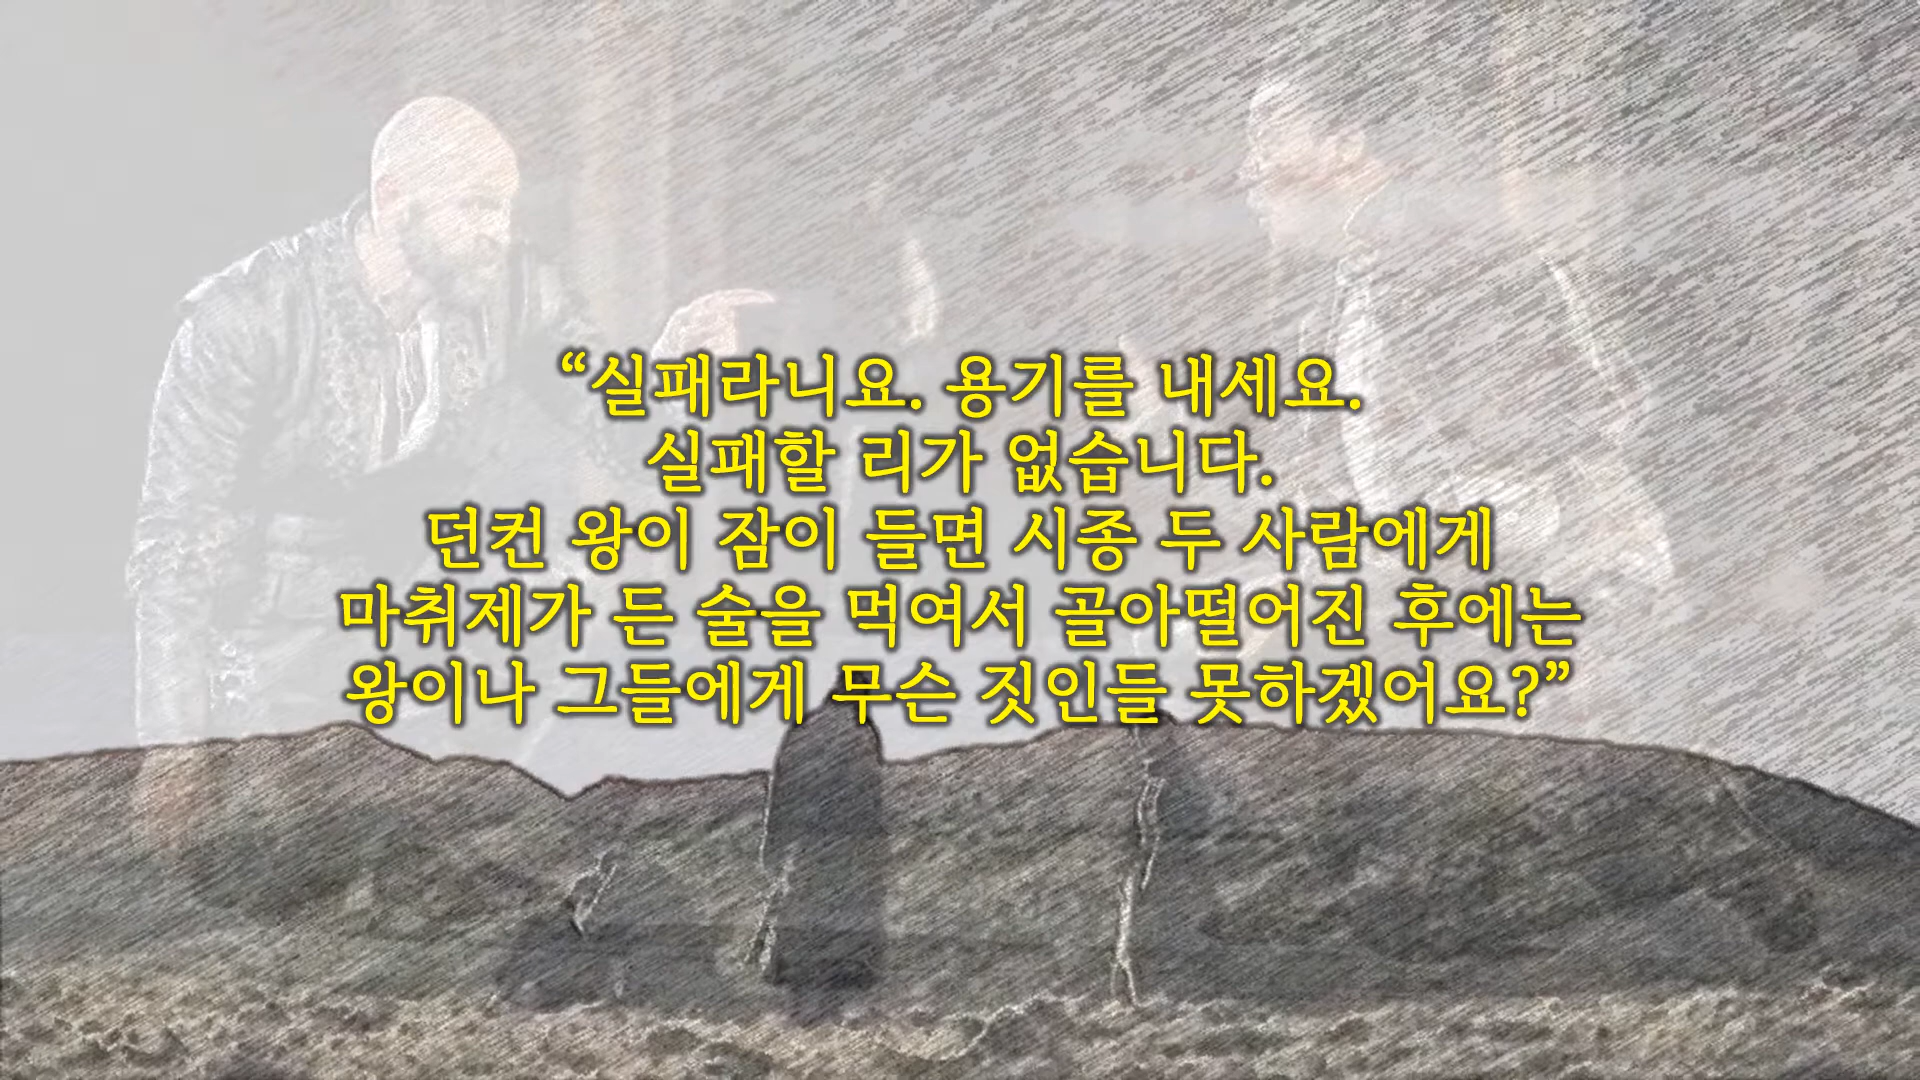 “실패라니요. 용기를 내세요.
실패할 리가 없습니다.
던컨 왕이 잠이 들면 시종 두 사람에게
마취제가 든 술을 먹여서 골아떨어진 후에는
왕이나 그들에게 무슨 짓인들 못하겠어요?”